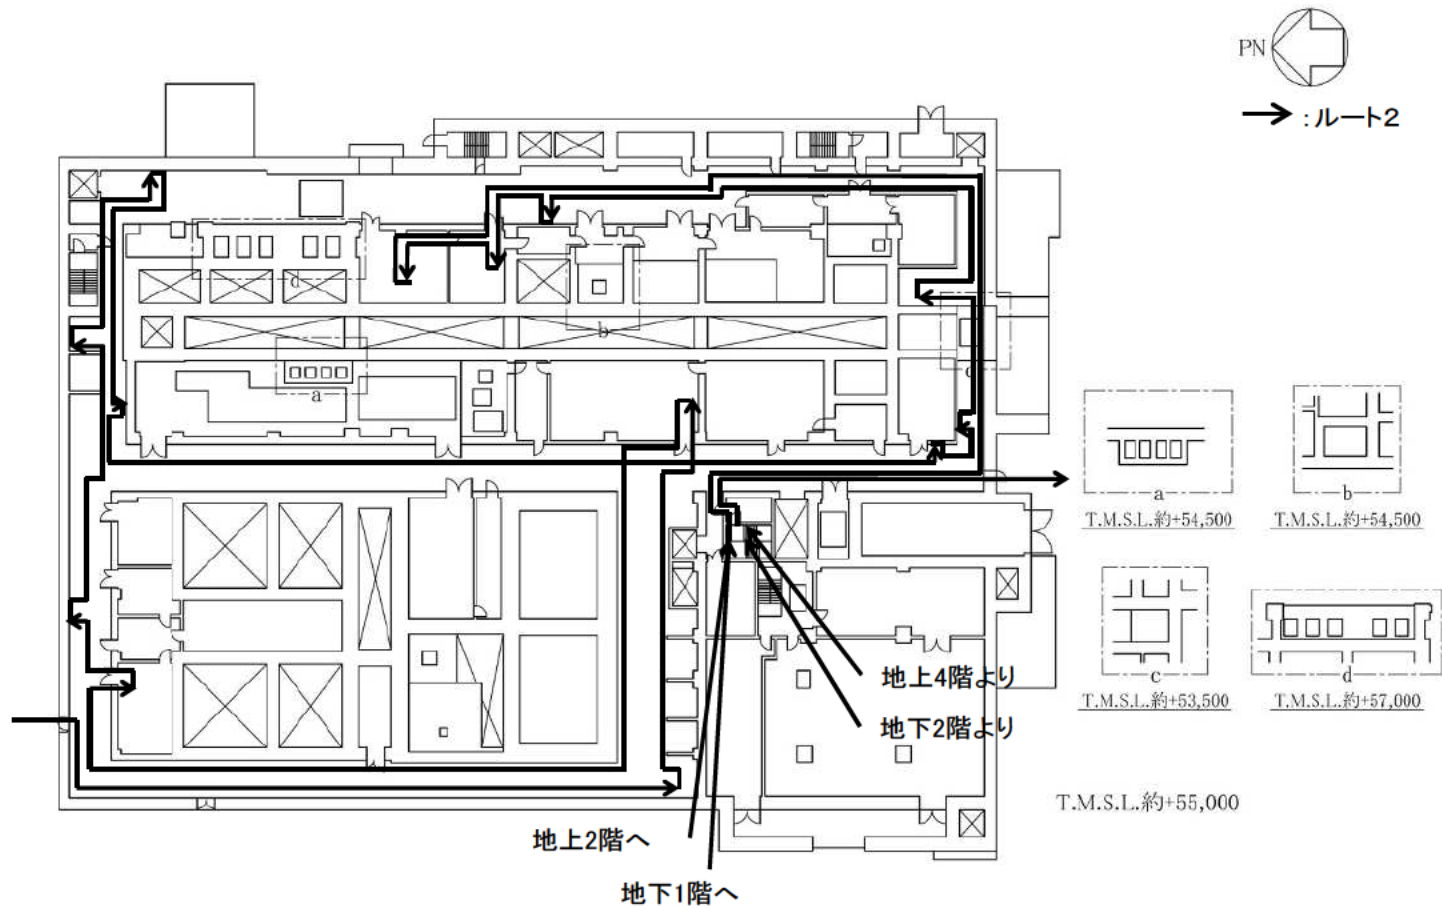 PN
:ルート2
d
b
c
a
a
T.M.S.L.約+54,500
b
T.M.S.L.約+54,500
c
T.M.S.L.約+53,500
d
T.M.S.L.約+57,000
地上4階より
地下2階より
T.M.S.L.約+55,000
地上2階へ
地下1階へ